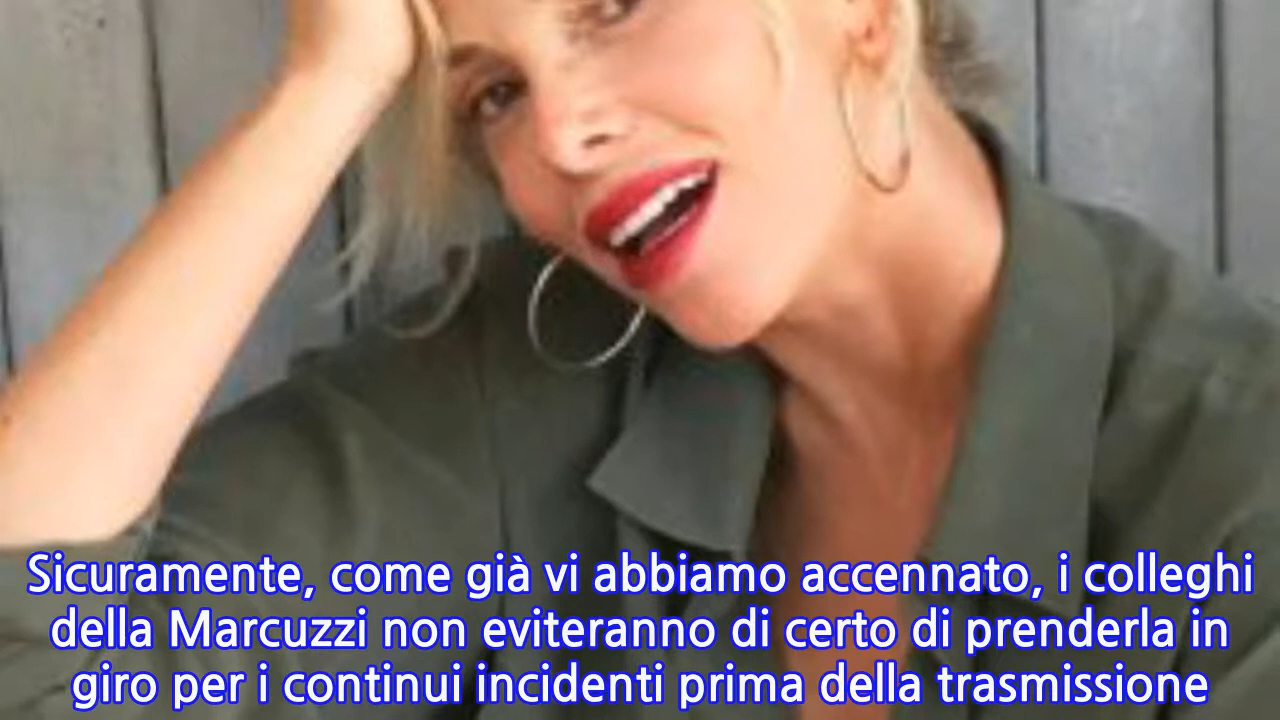 Sicuramente, come già vi abbiamo accennato, i colleghi
della Marcuzzi non eviteranno di certo di prenderla in
giro per i continui incidenti prima della trasmissione